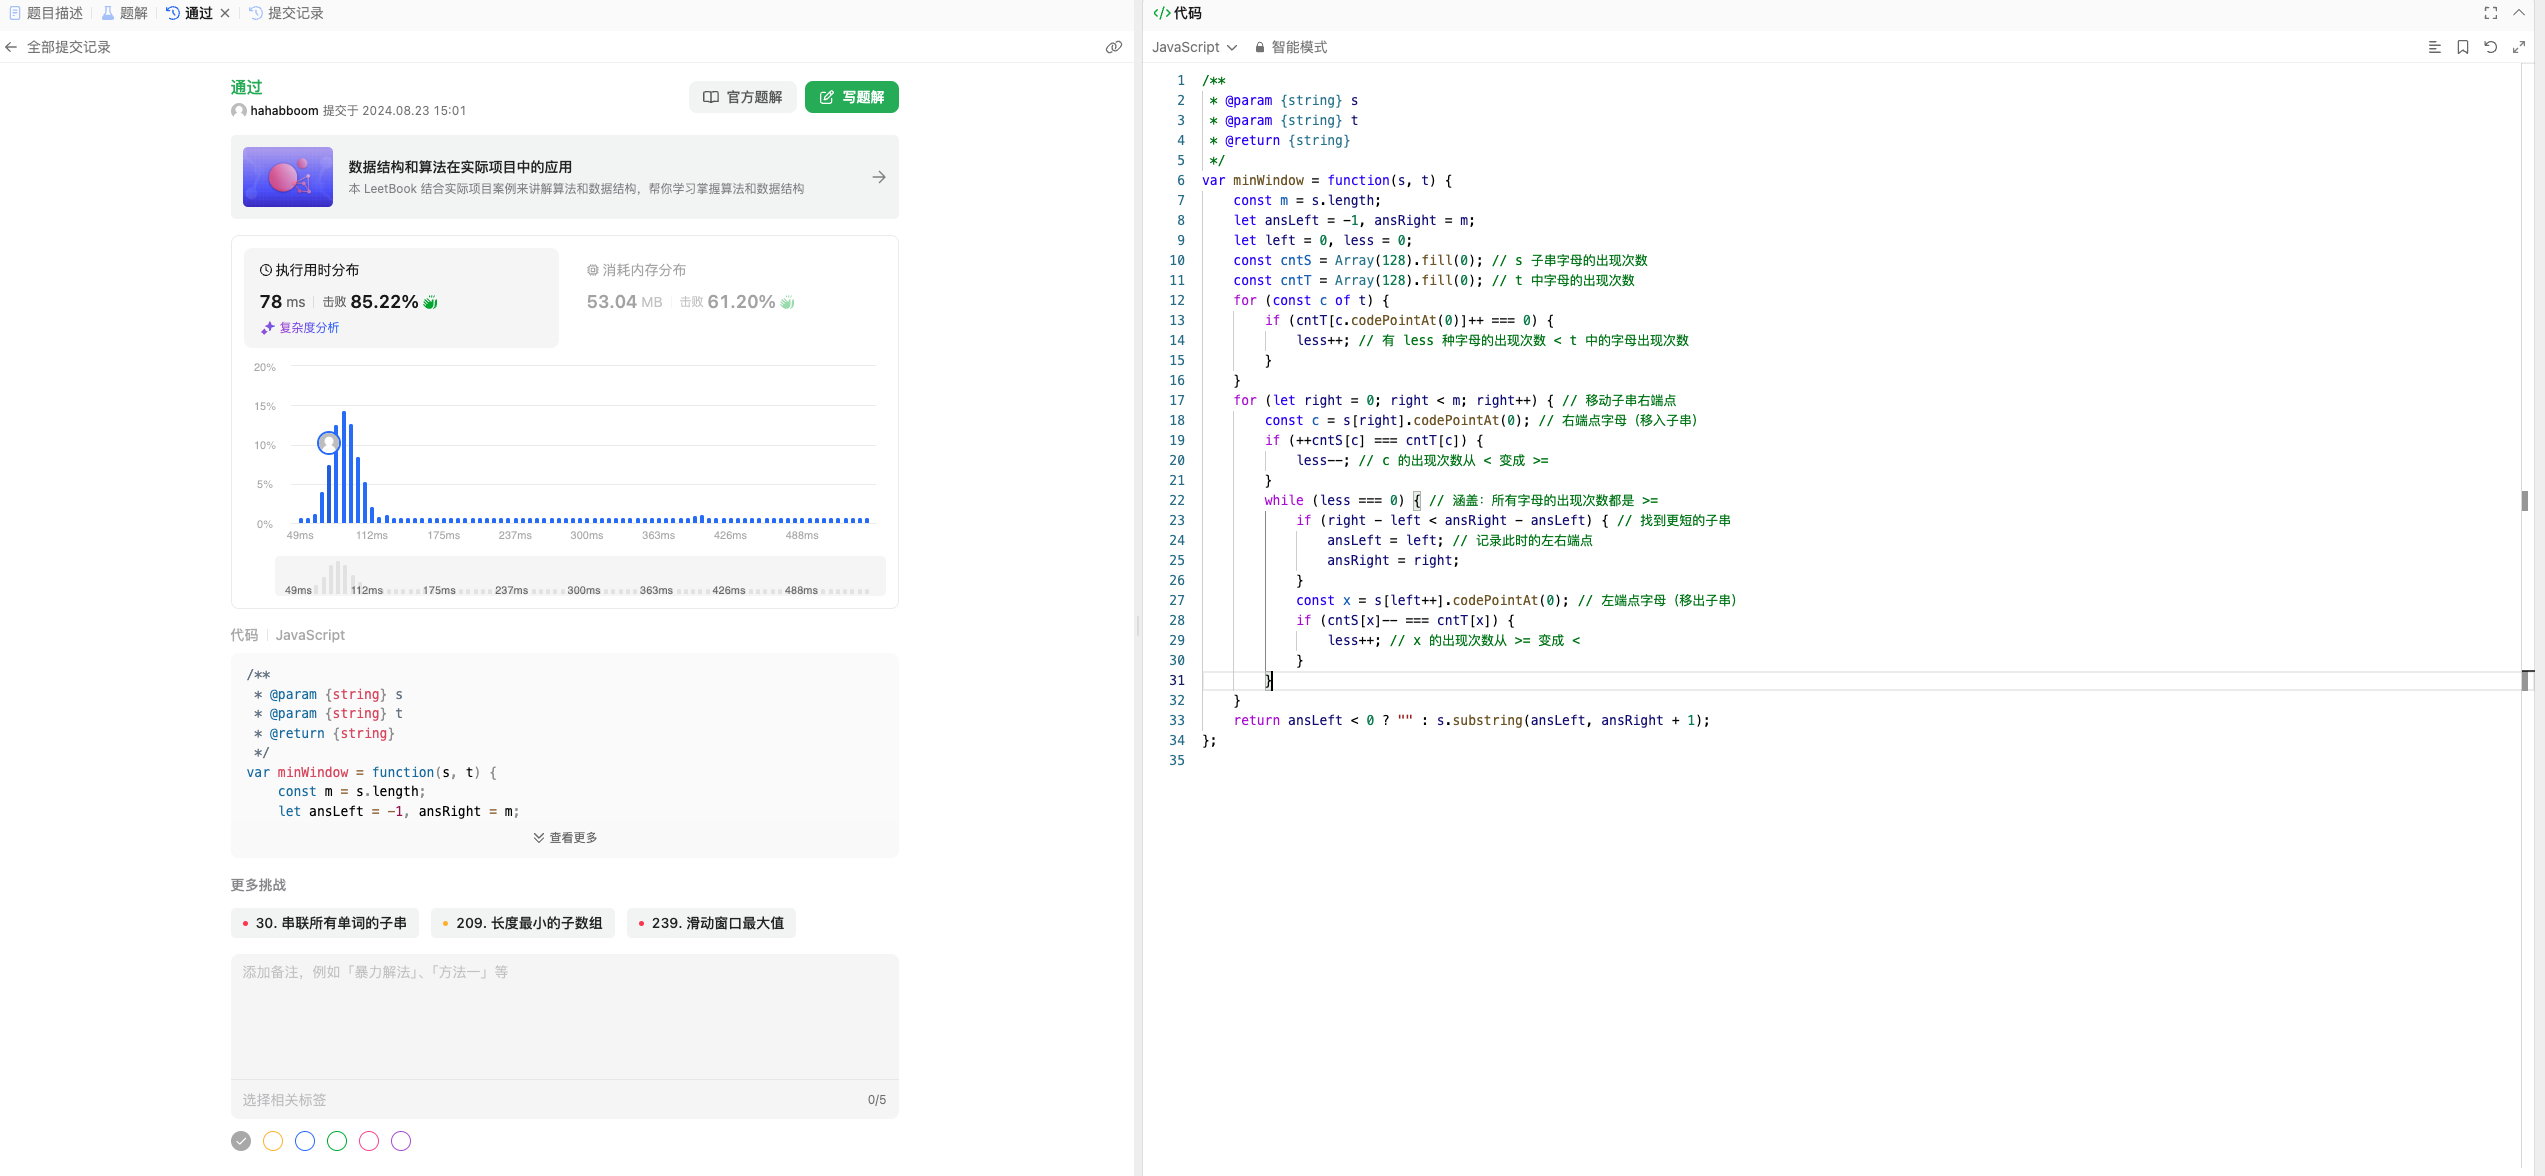 题目描述
题解
通过
提交记录
全部提交记录
通过
hahabboom 提交于 2024.08.23 15:01
官方题解
写题解
数据结构和算法在实际项目中的应用
本 LeetBook 结合实际项目案例来讲解算法和数据结构，帮你学习掌握算法和数据结构
执行用时分布
78 ms 击败 85.22%
复杂度分析
消耗内存分布
53.04 MB 击败 61.20%
20%
15%
10%
5%
0%
49ms 112ms 175ms 237ms 300ms 363ms 426ms 488ms
49ms 112ms 175ms 237ms 300ms 363ms 426ms 488ms
代码 JavaScript
/**
 * @param {string} s
 * @param {string} t
 * @return {string}
 */
var minWindow = function(s, t) {
    const m = s.length;
    let ansLeft = -1, ansRight = m;
查看更多
更多挑战
30. 串联所有单词的子串
209. 长度最小的子数组
239. 滑动窗口最大值
添加备注，例如「暴力解法」、「方法一」等
选择相关标签
0/5
</>代码
JavaScript
智能模式
1 /**
2  * @param {string} s
3  * @param {string} t
4  * @return {string}
5  */
6 var minWindow = function(s, t) {
7     const m = s.length;
8     let ansLeft = -1, ansRight = m;
9     let left = 0, less = 0;
10     const cntS = Array(128).fill(0); // s 子串字母的出现次数
11     const cntT = Array(128).fill(0); // t 中字母的出现次数
12     for (const c of t) {
13         if (cntT[c.codePointAt(0)]++ === 0) {
14             less++; // 有 less 种字母的出现次数 < t 中的字母出现次数
15         }
16     }
17     for (let right = 0; right < m; right++) { // 移动子串右端点
18         const c = s[right].codePointAt(0); // 右端点字母（移入子串）
19         if (++cntS[c] === cntT[c]) {
20             less--; // c 的出现次数从 < 变成 >=
21         }
22         while (less === 0) { // 涵盖：所有字母的出现次数都是 >=
23             if (right - left < ansRight - ansLeft) { // 找到更短的子串
24                 ansLeft = left; // 记录此时的左右端点
25                 ansRight = right;
26             }
27             const x = s[left++].codePointAt(0); // 左端点字母（移出子串）
28             if (cntS[x]-- === cntT[x]) {
29                 less++; // x 的出现次数从 >= 变成 <
30             }
31         }
32     }
33     return ansLeft < 0 ? "" : s.substring(ansLeft, ansRight + 1);
34 };
35